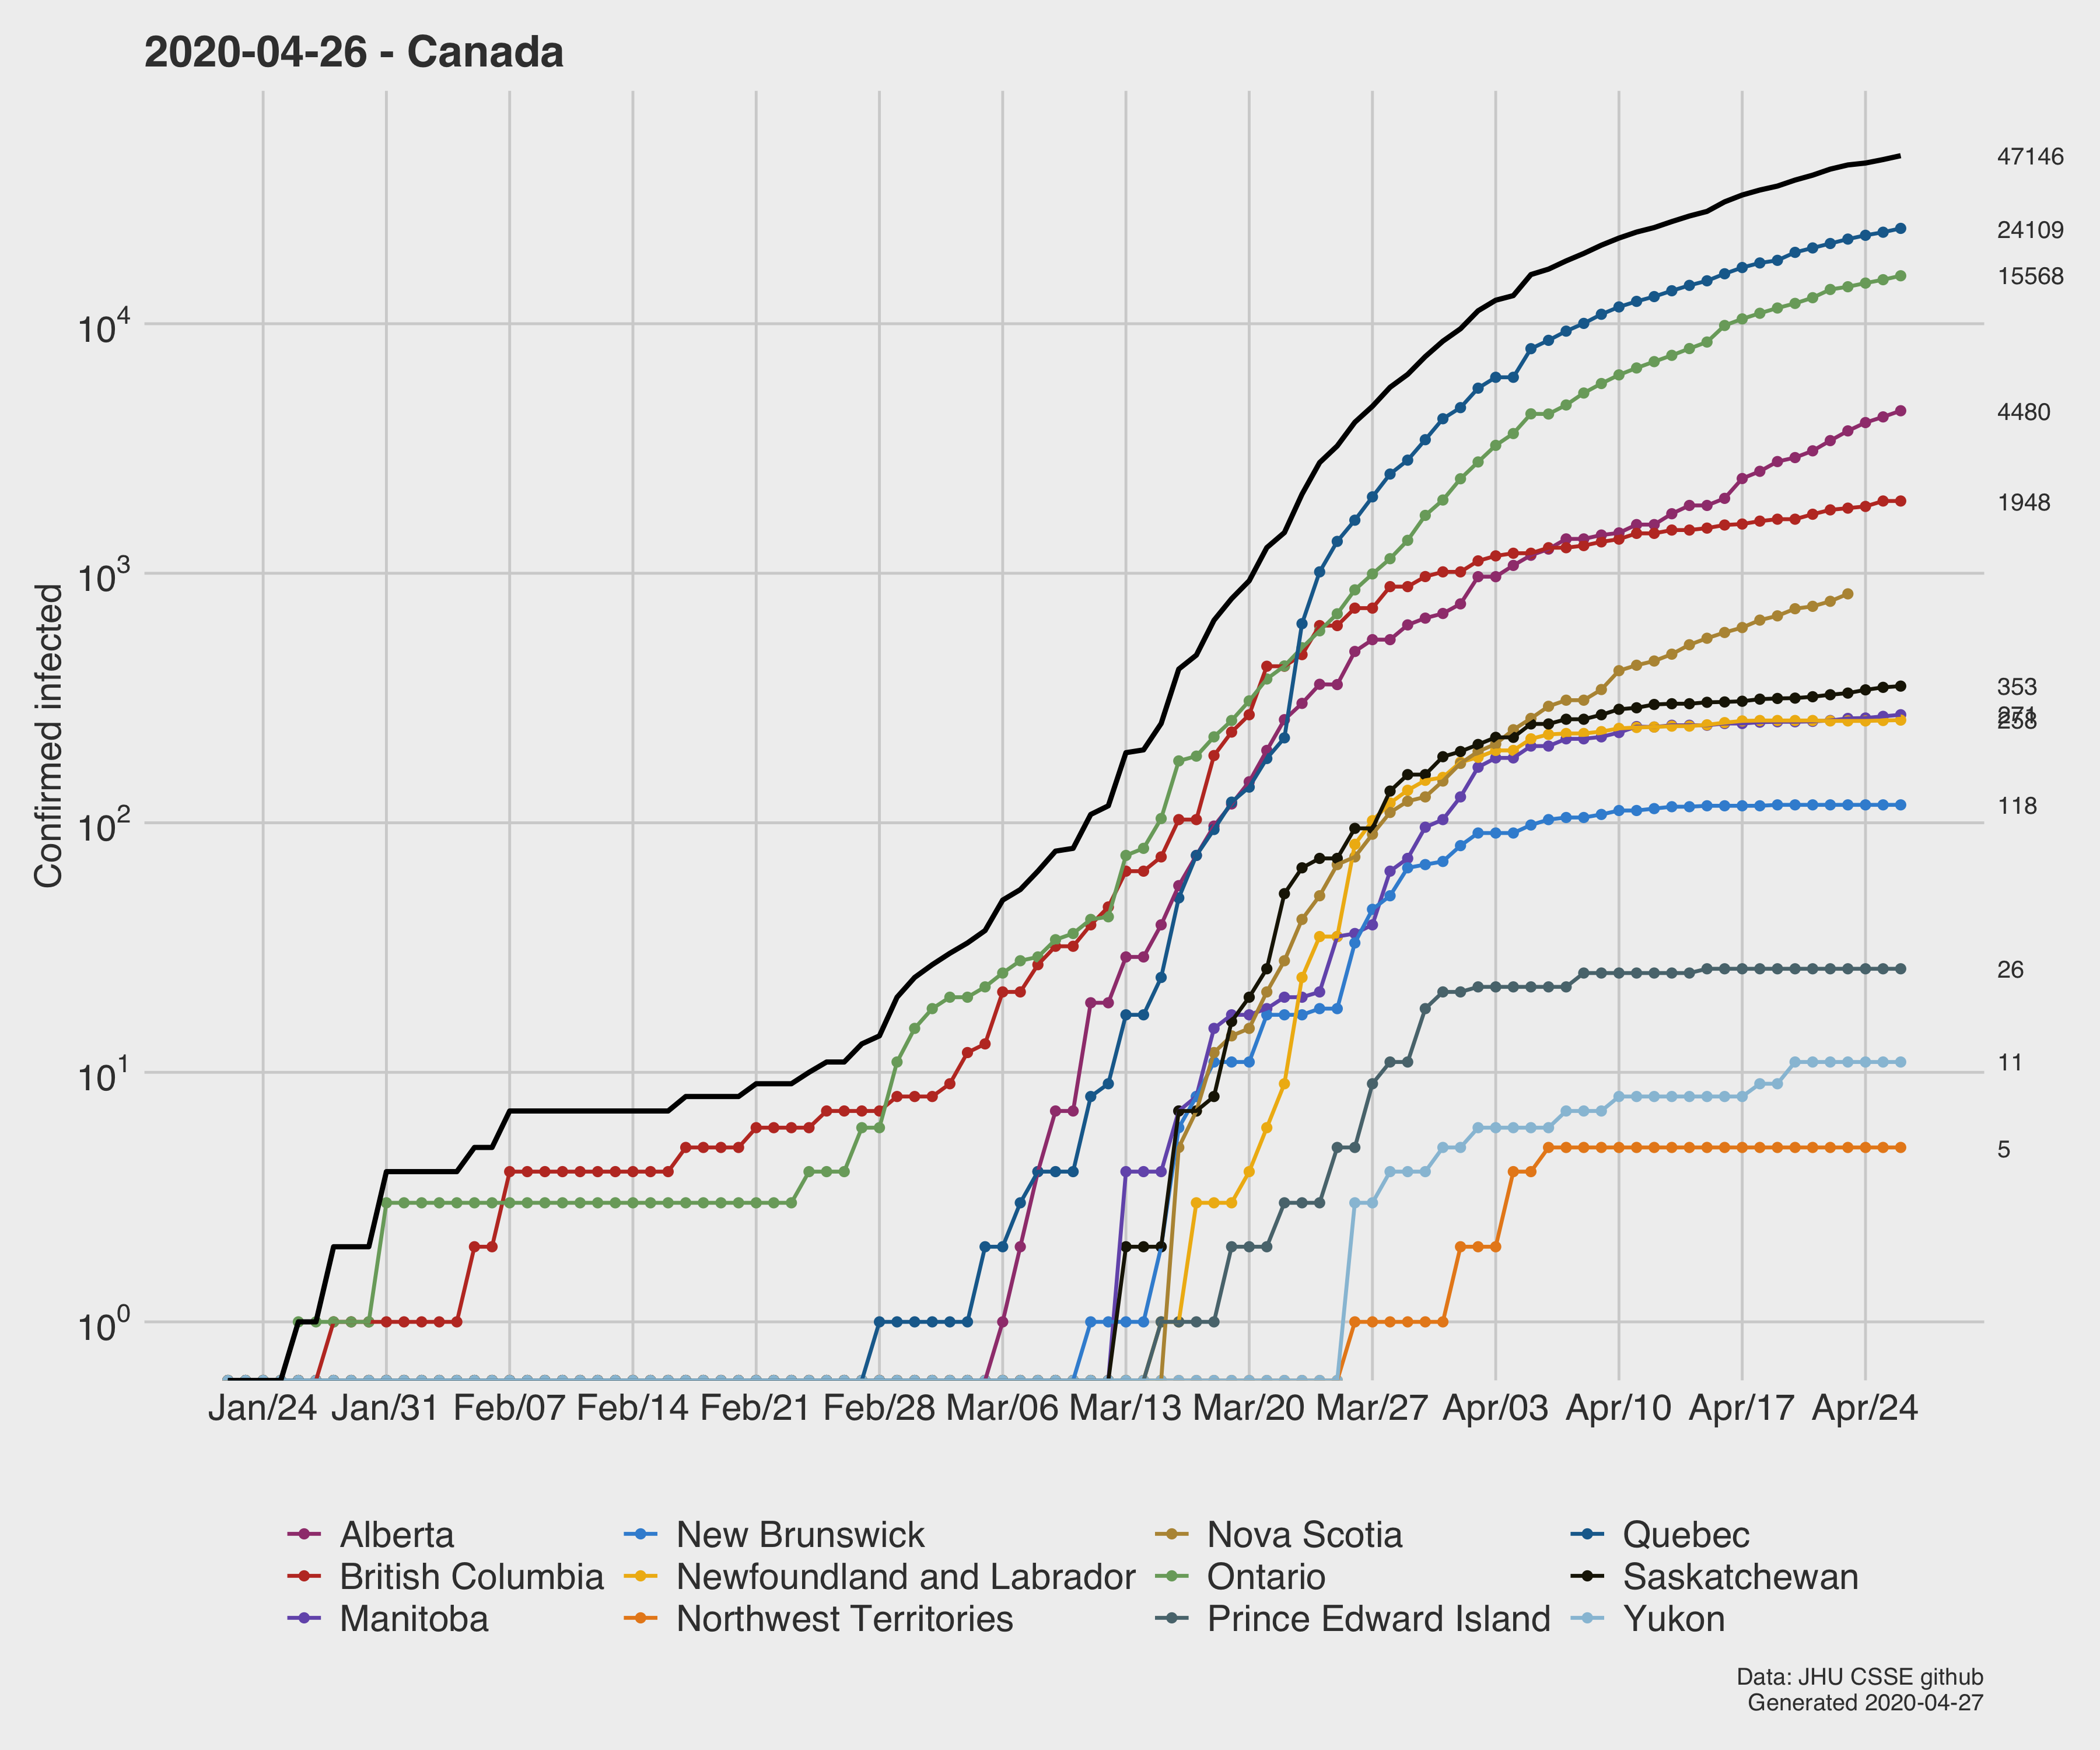 2020-04-26 - Canada
47146
24109
15568
10^4
4480
1948
10^3
Confirmed infected
353
271
258
118
10^2
26
11
10^1
5
10^0
Jan/24 Jan/31 Feb/07 Feb/14 Feb/21 Feb/28 Mar/06 Mar/13 Mar/20 Mar/27 Apr/03 Apr/10 Apr/17 Apr/24
Alberta New Brunswick Nova Scotia Quebec
British Columbia Newfoundland and Labrador Ontario Saskatchewan
Manitoba Northwest Territories Prince Edward Island Yukon
Data: JHU CSSE github
Generated 2020-04-27